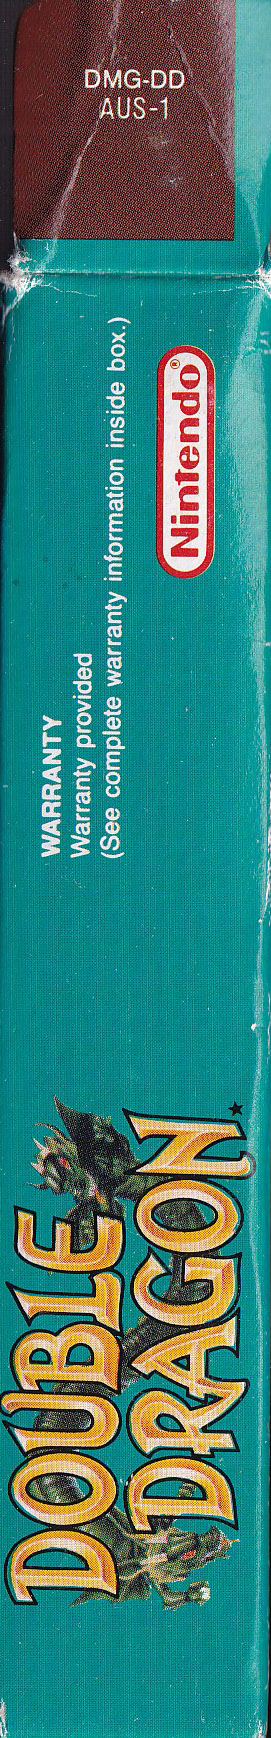 DMG-DD
AUS-1
Nintendo®
WARRANTY
Warranty provided
(See complete warranty information inside box.)
DOUBLE
DRAGON.★